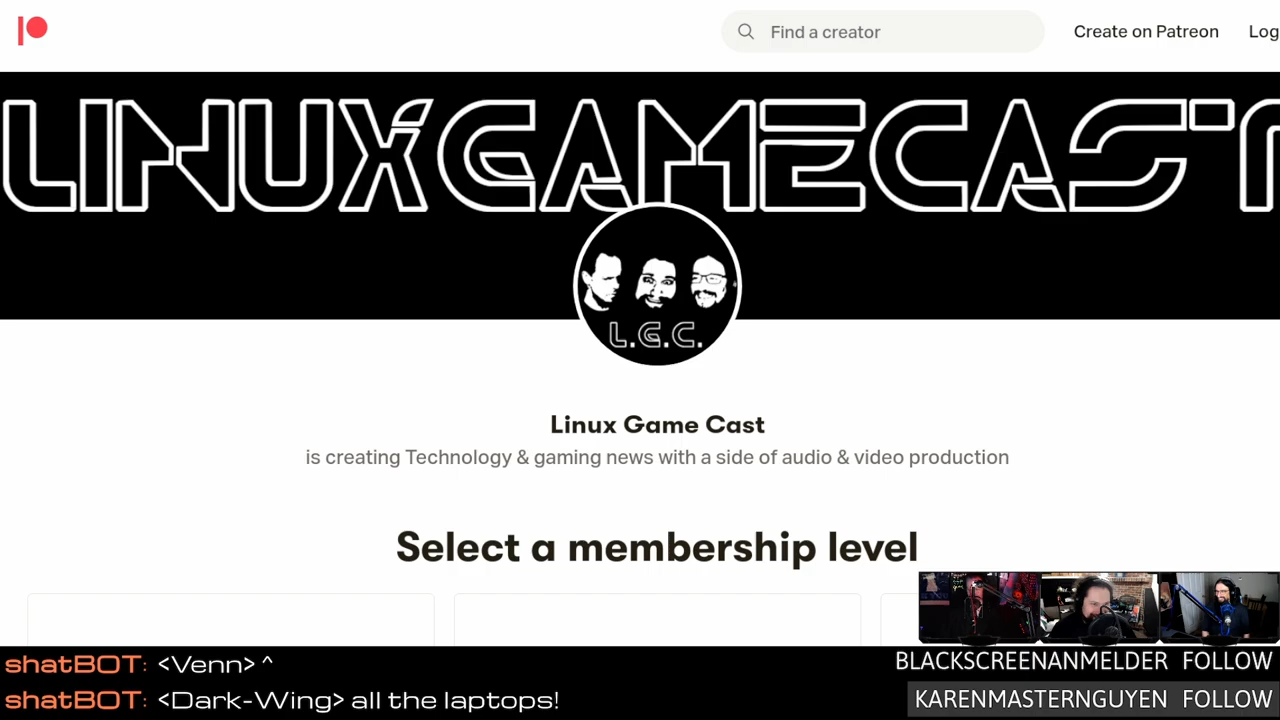 Find a creator
Create on Patreon
Log
LINUXGAMECAST
L.G.C.
Linux Game Cast
is creating Technology & gaming news with a side of audio & video production
Select a membership level
shatBOT: <Venn> ^
BLACKSCREENANMELDER FOLLOW
shatBOT: <Dark-Wing> all the laptops!
KARENMASTERNGUYEN FOLLOW